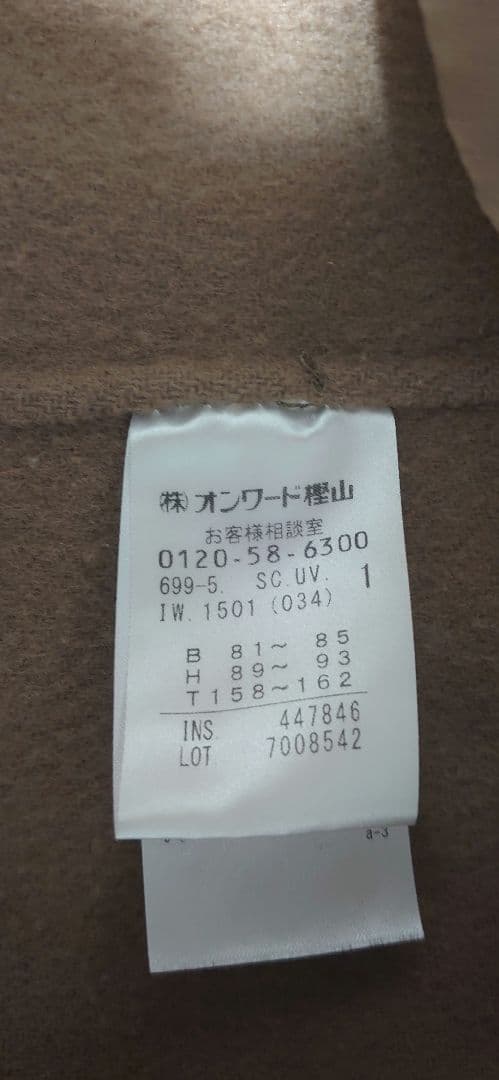 ㈱オンワード樫山
お客様相談室
0120-58-6300
699-5. SC.UV. 1
IW.1501(034)
B 81～ 85
H 89～ 93
T158～162
INS 447846
LOT 7008542
a-3